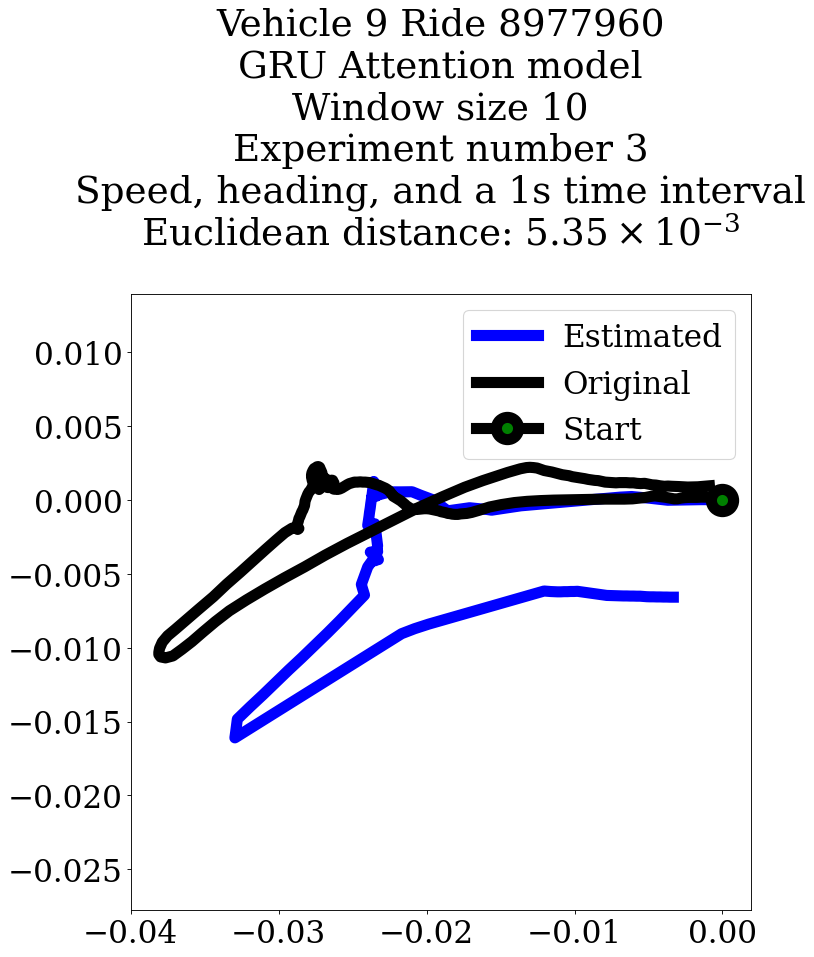 Vehicle 9 Ride 8977960
GRU Attention model
Window size 10
Experiment number 3
Speed, heading, and a 1s time interval
Euclidean distance: 5.35 × 10⁻³
Estimated
Original
Start
0.010
0.005
0.000
−0.005
−0.010
−0.015
−0.020
−0.025
−0.04 −0.03 −0.02 −0.01 0.00